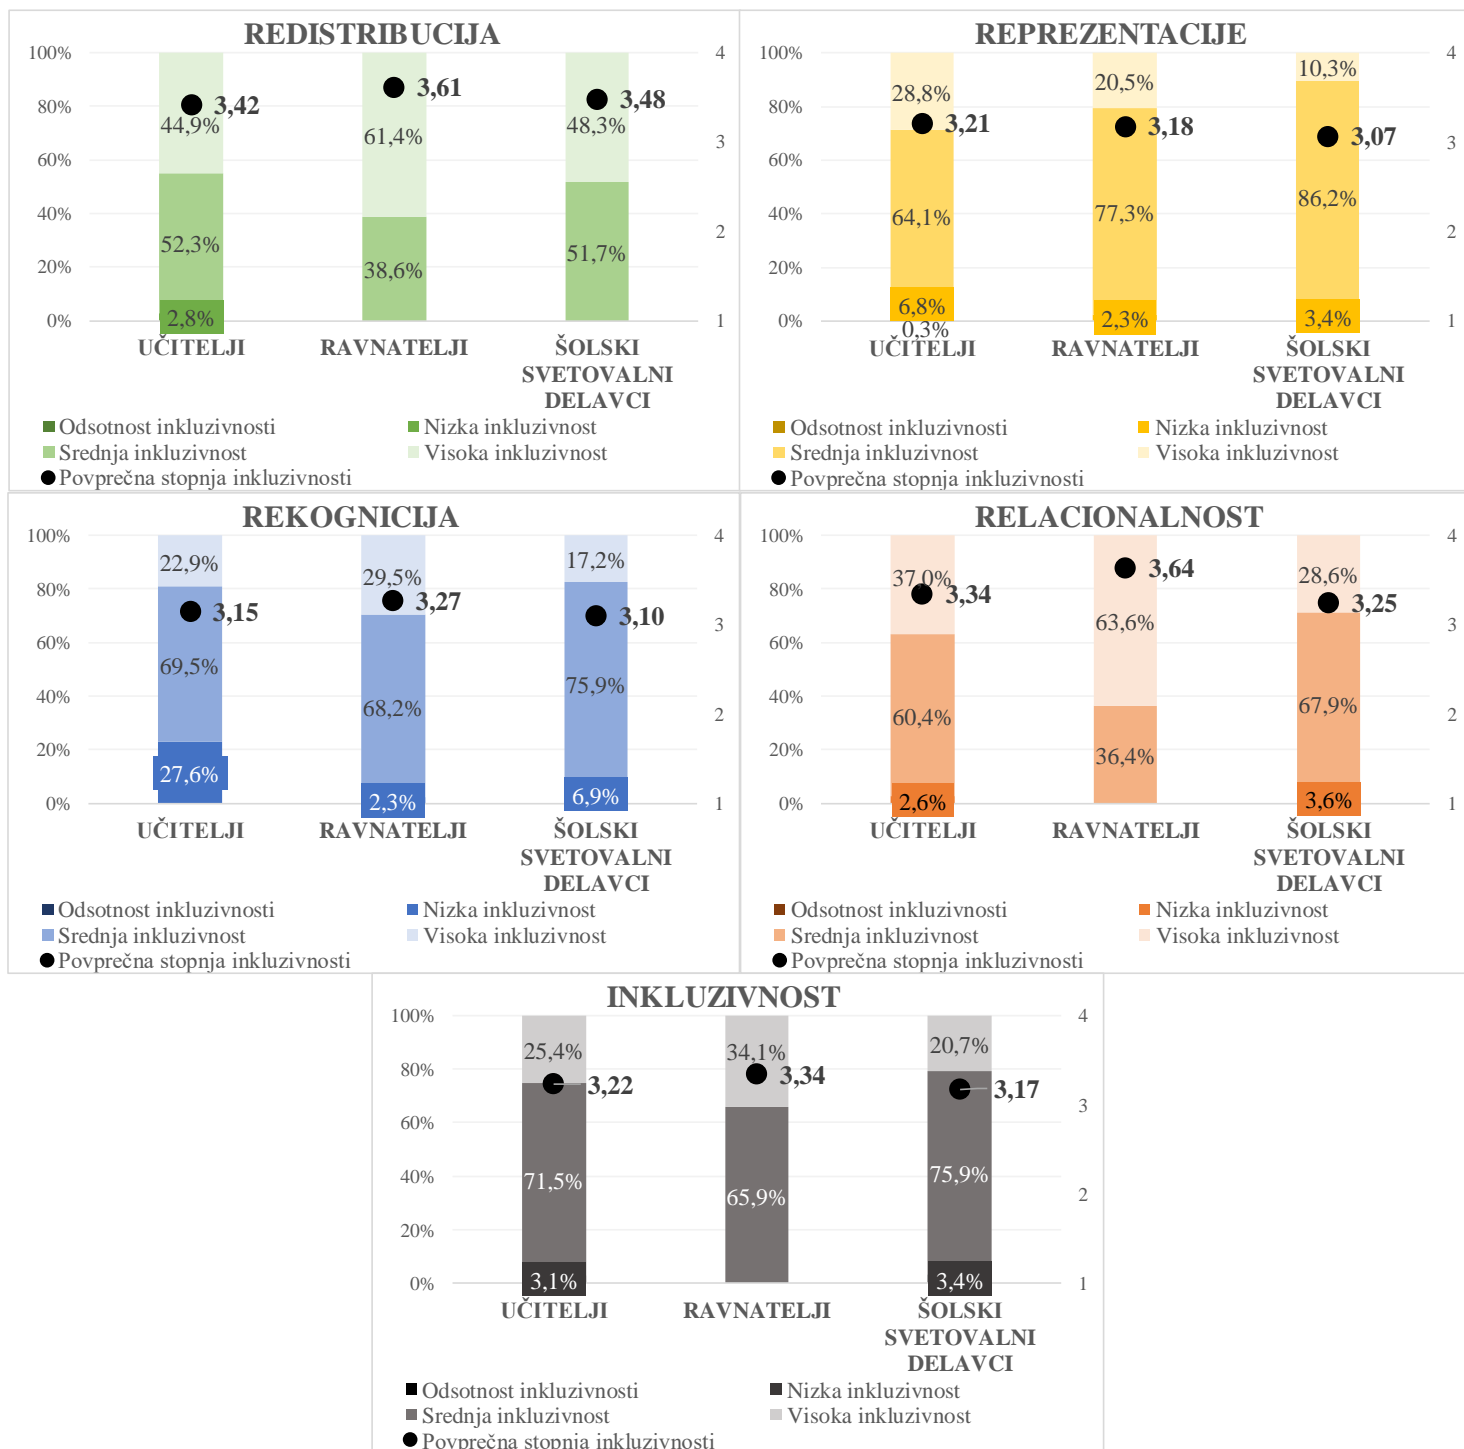 REDISTRIBUCIJA
100%
80%
60%
40%
20%
0%
4
3
2
1
3,42
3,61
3,48
44,9%
61,4%
48,3%
52,3%
38,6%
51,7%
2,8%
UČITELJI
RAVNATELJI
ŠOLSKI
SVETOVALNI
DELAVCI
Odsotnost inkluzivnosti
Nizka inkluzivnost
Srednja inkluzivnost
Visoka inkluzivnost
Povprečna stopnja inkluzivnosti
REPREZENTACIJE
100%
80%
60%
40%
20%
0%
4
3
2
1
28,8%
20,5%
10,3%
3,21
3,18
3,07
64,1%
77,3%
86,2%
6,8%
2,3%
3,4%
0,3%
UČITELJI
RAVNATELJI
ŠOLSKI
SVETOVALNI
DELAVCI
Odsotnost inkluzivnosti
Nizka inkluzivnost
Srednja inkluzivnost
Visoka inkluzivnost
Povprečna stopnja inkluzivnosti
REKOGNICIJA
100%
80%
60%
40%
20%
0%
4
3
2
1
22,9%
29,5%
17,2%
3,15
3,27
3,10
69,5%
68,2%
75,9%
27,6%
2,3%
6,9%
UČITELJI
RAVNATELJI
ŠOLSKI
SVETOVALNI
DELAVCI
Odsotnost inkluzivnosti
Nizka inkluzivnost
Srednja inkluzivnost
Visoka inkluzivnost
Povprečna stopnja inkluzivnosti
RELACIONALNOST
100%
80%
60%
40%
20%
0%
4
3
2
1
37,0%
63,6%
28,6%
3,34
3,64
3,25
60,4%
36,4%
67,9%
2,6%
3,6%
UČITELJI
RAVNATELJI
ŠOLSKI
SVETOVALNI
DELAVCI
Odsotnost inkluzivnosti
Nizka inkluzivnost
Srednja inkluzivnost
Visoka inkluzivnost
Povprečna stopnja inkluzivnosti
INKLUZIVNOST
100%
80%
60%
40%
20%
0%
4
3
2
1
25,4%
34,1%
20,7%
3,22
3,34
3,17
71,5%
65,9%
75,9%
3,1%
3,4%
UČITELJI
RAVNATELJI
ŠOLSKI
SVETOVALNI
DELAVCI
Odsotnost inkluzivnosti
Nizka inkluzivnost
Srednja inkluzivnost
Visoka inkluzivnost
Povprečna stopnja inkluzivnosti